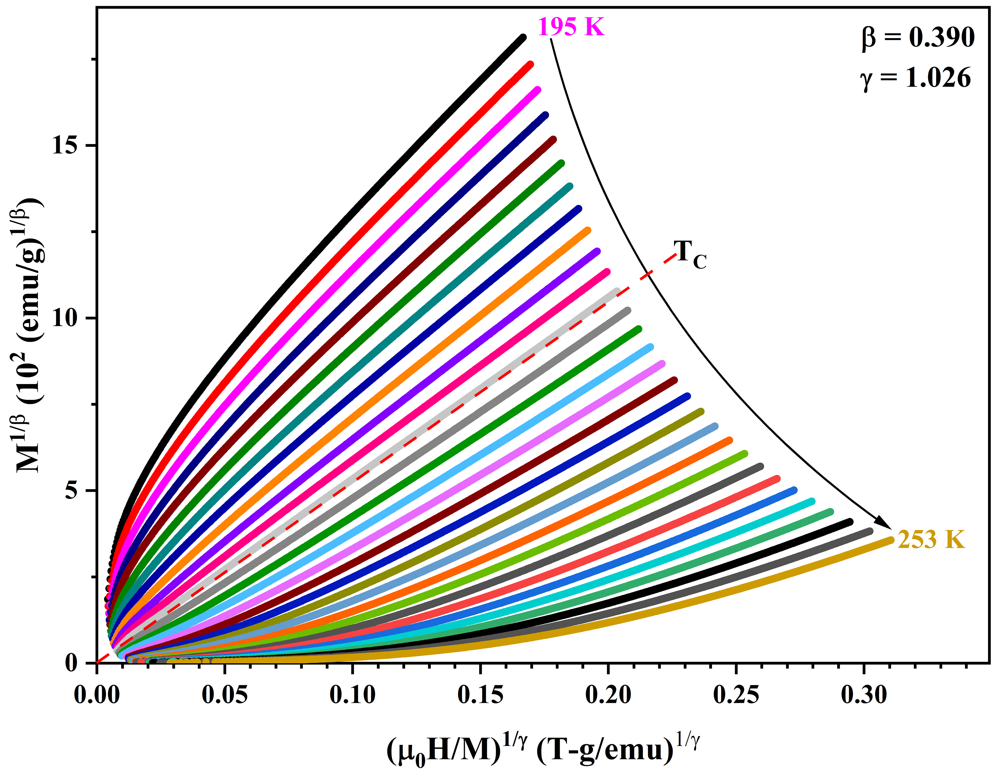 195 K
β = 0.390
γ = 1.026
T_C
253 K
M^1/β (10^2 (emu/g)^1/β)
15
10
5
0
0.00 0.05 0.10 0.15 0.20 0.25 0.30
(μ_0H/M)^1/γ (T-g/emu)^1/γ